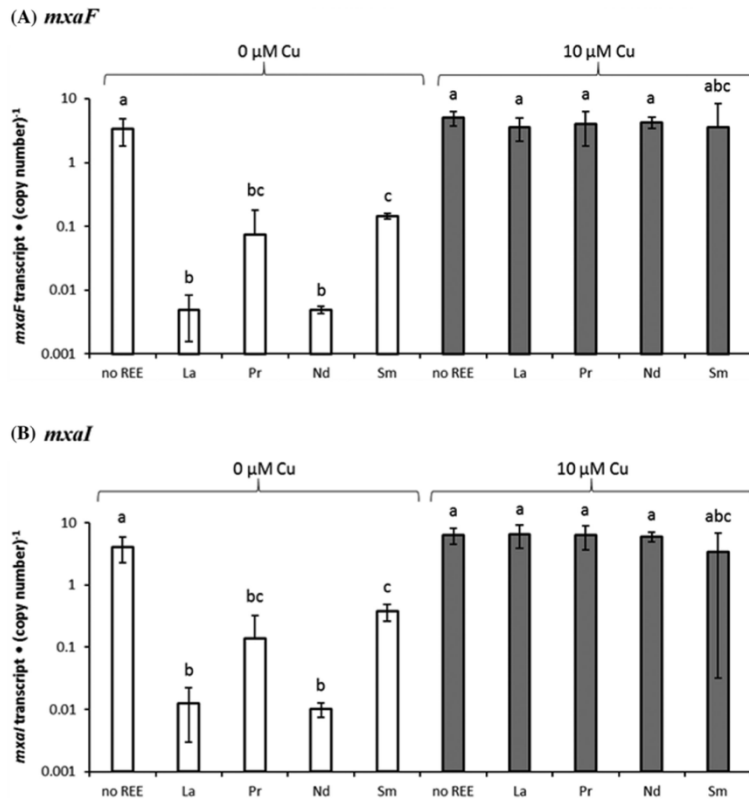 (A) mxaF
0 µM Cu 10 µM Cu
mxaF transcript • (copy number)⁻¹
10
1
0.1
0.01
0.001
a b bc b c a a a a abc
no REE La Pr Nd Sm no REE La Pr Nd Sm
(B) mxaI
0 µM Cu 10 µM Cu
mxaI transcript • (copy number)⁻¹
10
1
0.1
0.01
0.001
a b bc b c a a a a abc
no REE La Pr Nd Sm no REE La Pr Nd Sm